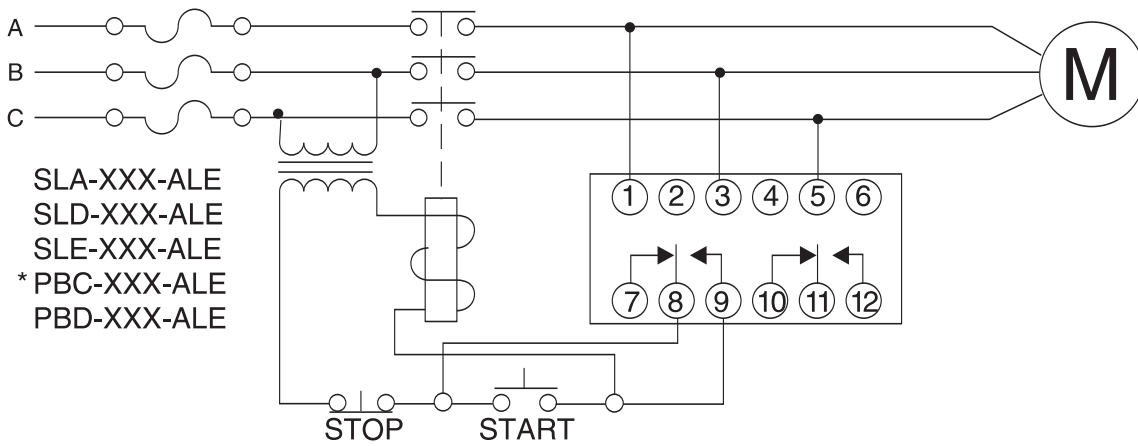 A
B
C
M
SLA-XXX-ALE
SLD-XXX-ALE
SLE-XXX-ALE
* PBC-XXX-ALE
PBD-XXX-ALE
1 2 3 4 5 6
7 8 9 10 11 12
STOP START